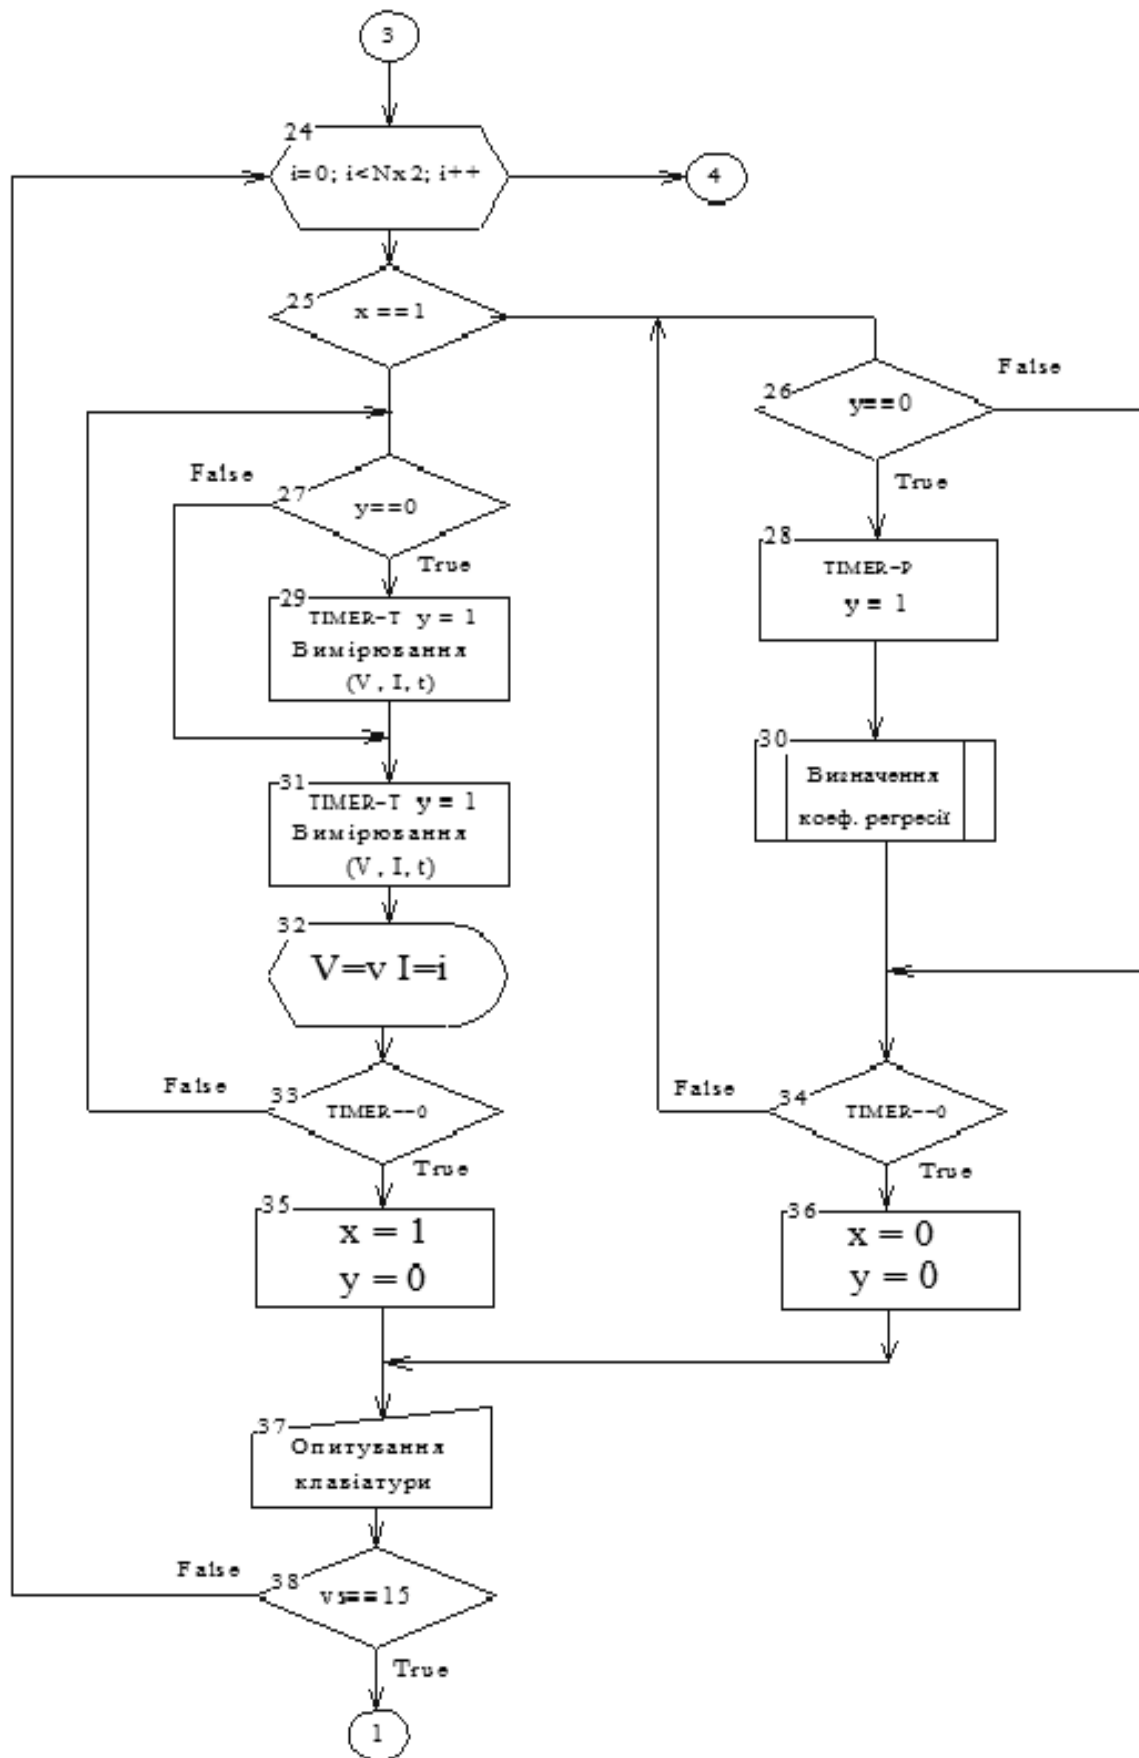 3
24
i=0; i<Nx2; i++
4
25
x ==1
26
y==0
False
True
27
y==0
False
True
28
TIMER-P
y = 1
29
TIMER-T y = 1
Вимірювання
(V, I, t)
30
Визначення
коеф. регресії
31
TIMER-T y = 1
Вимірювання
(V, I, t)
32
V=v I=i
33
TIMER--0
False
True
34
TIMER--0
False
True
35
x = 1
y = 0
36
x = 0
y = 0
37
Опитування
клавіатури
38
vs==15
False
True
1